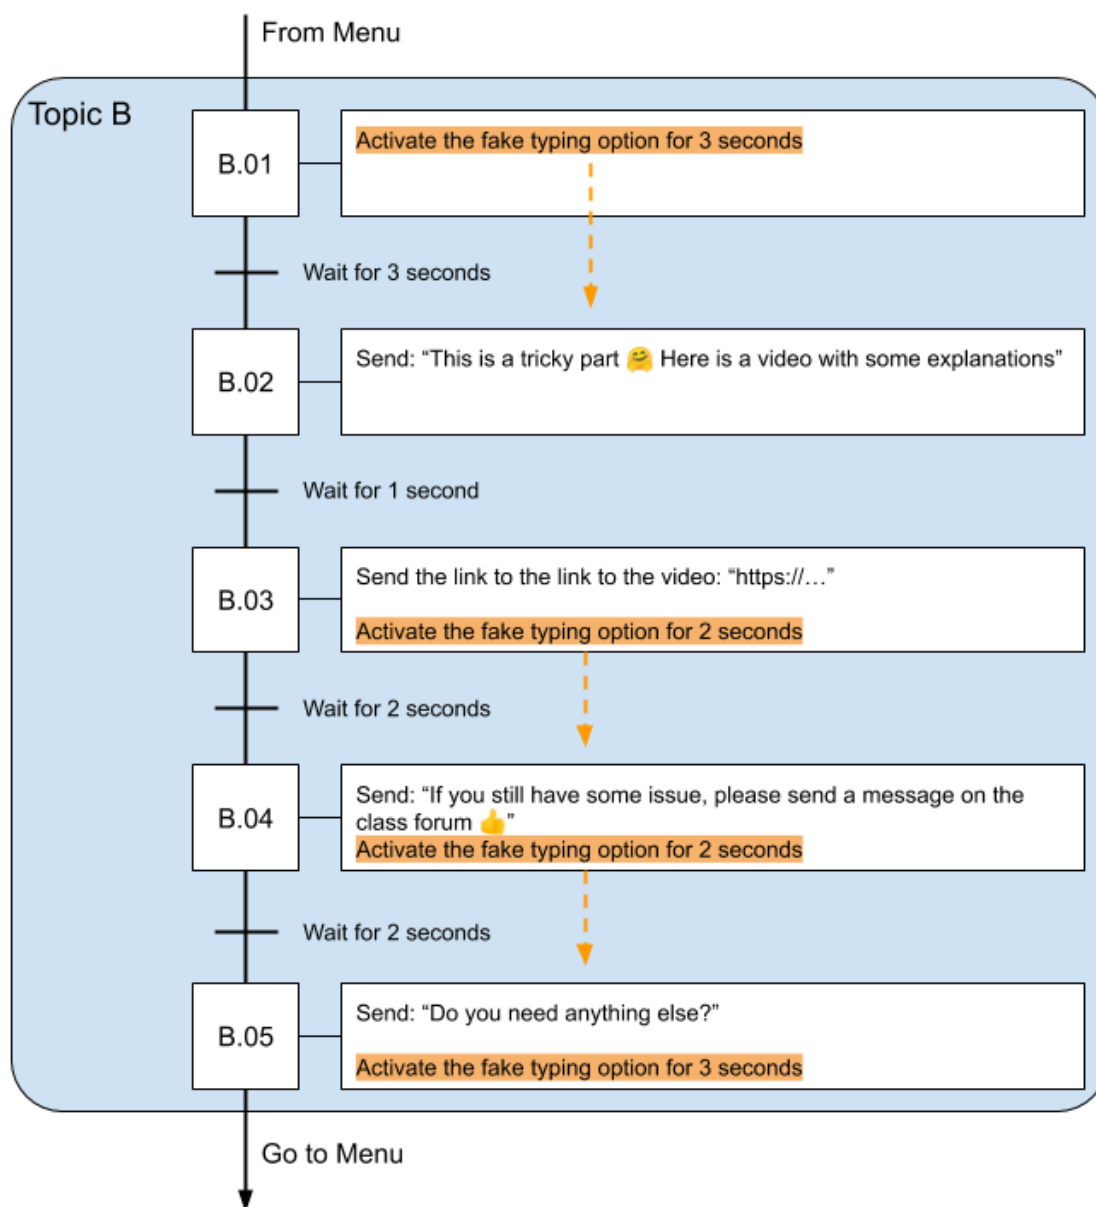 From Menu
Topic B
B.01
Activate the fake typing option for 3 seconds
Wait for 3 seconds
B.02
Send: “This is a tricky part 🤗 Here is a video with some explanations”
Wait for 1 second
B.03
Send the link to the link to the video: “https://…”
Activate the fake typing option for 2 seconds
Wait for 2 seconds
B.04
Send: “If you still have some issue, please send a message on the
class forum 👍”
Activate the fake typing option for 2 seconds
Wait for 2 seconds
B.05
Send: “Do you need anything else?”
Activate the fake typing option for 3 seconds
Go to Menu